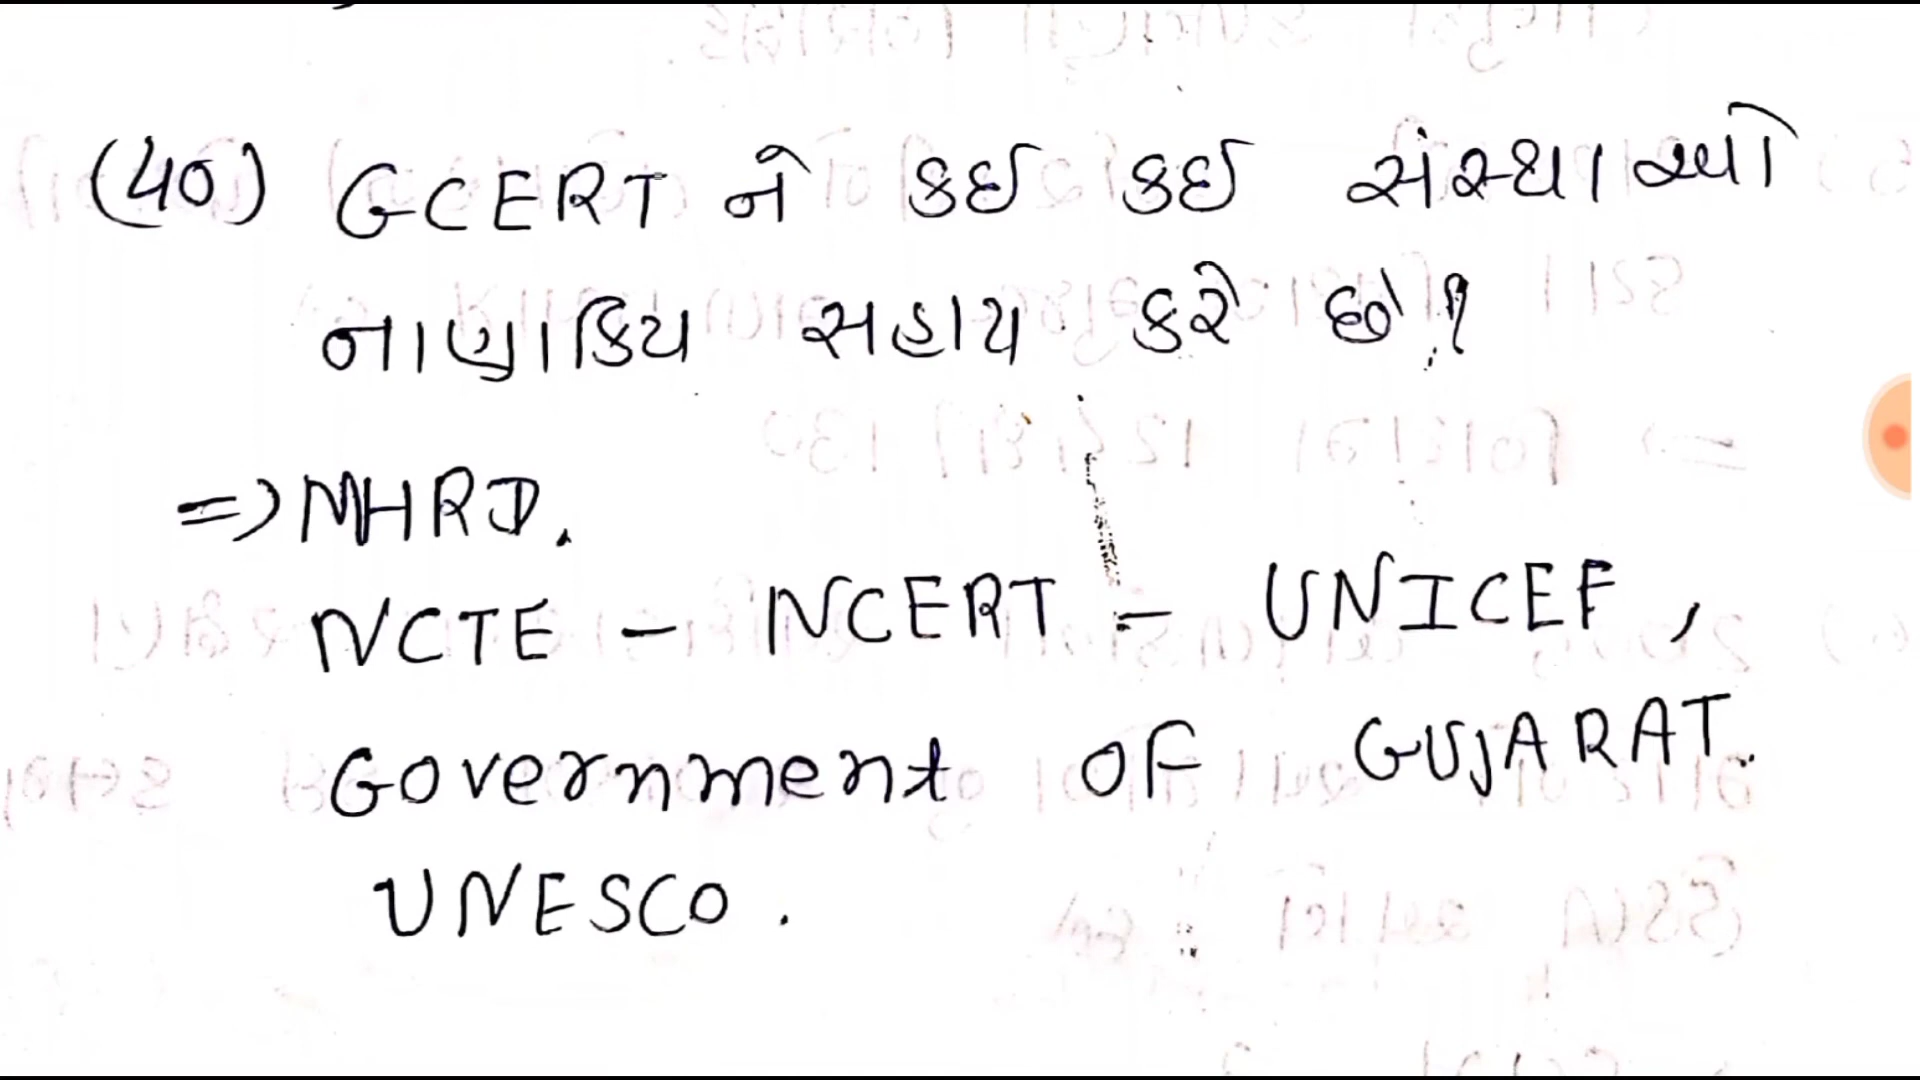 (40) GCERT ને કઈ કઈ સંસ્થાઓ
નાણાકિય સહાય કરે છે?
=> MHRD.
NCTE - NCERT - UNICEF,
Government OF GUJARAT.
UNESCO.